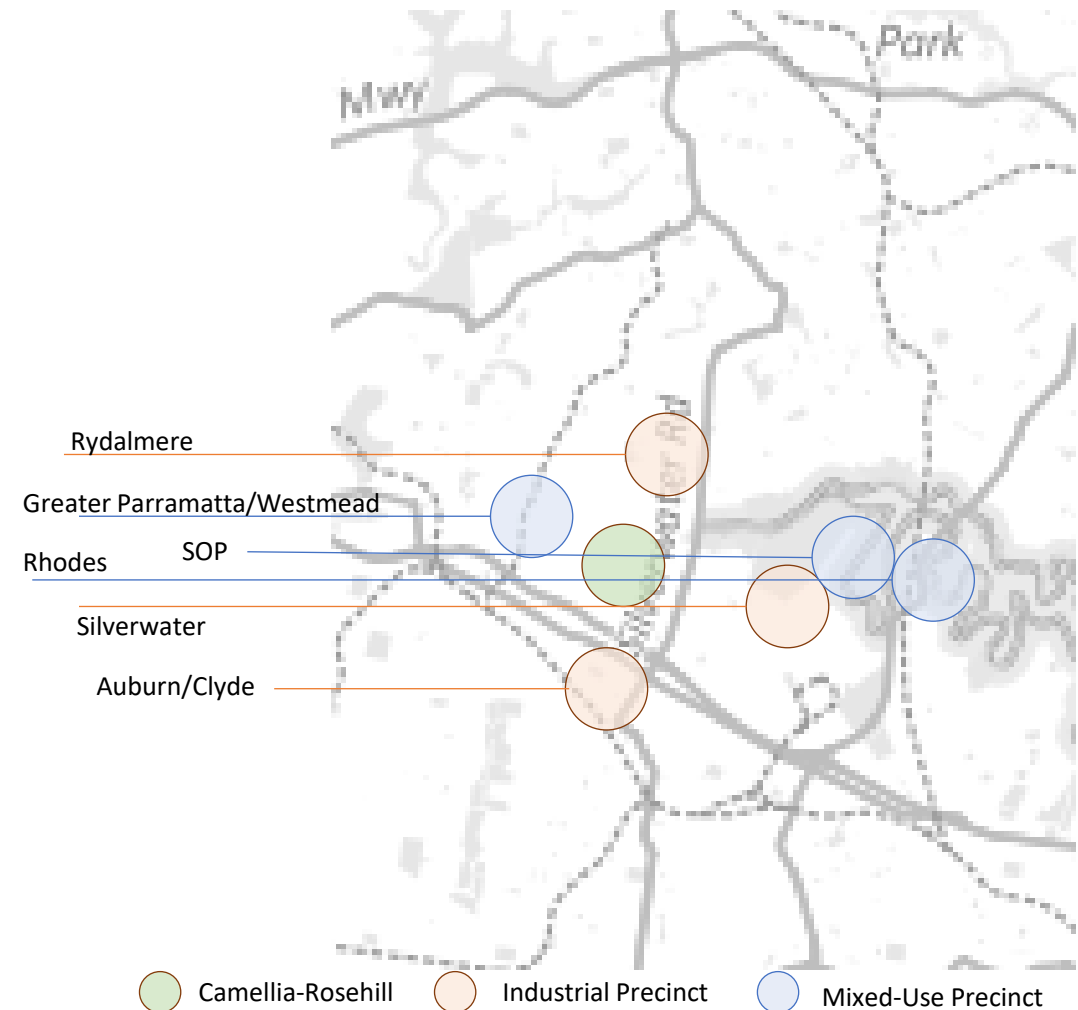 Park
Mwy
Rydalmere
Greater Parramatta/Westmead
SOP
Rhodes
Silverwater
Auburn/Clyde
Camellia-Rosehill
Industrial Precinct
Mixed-Use Precinct